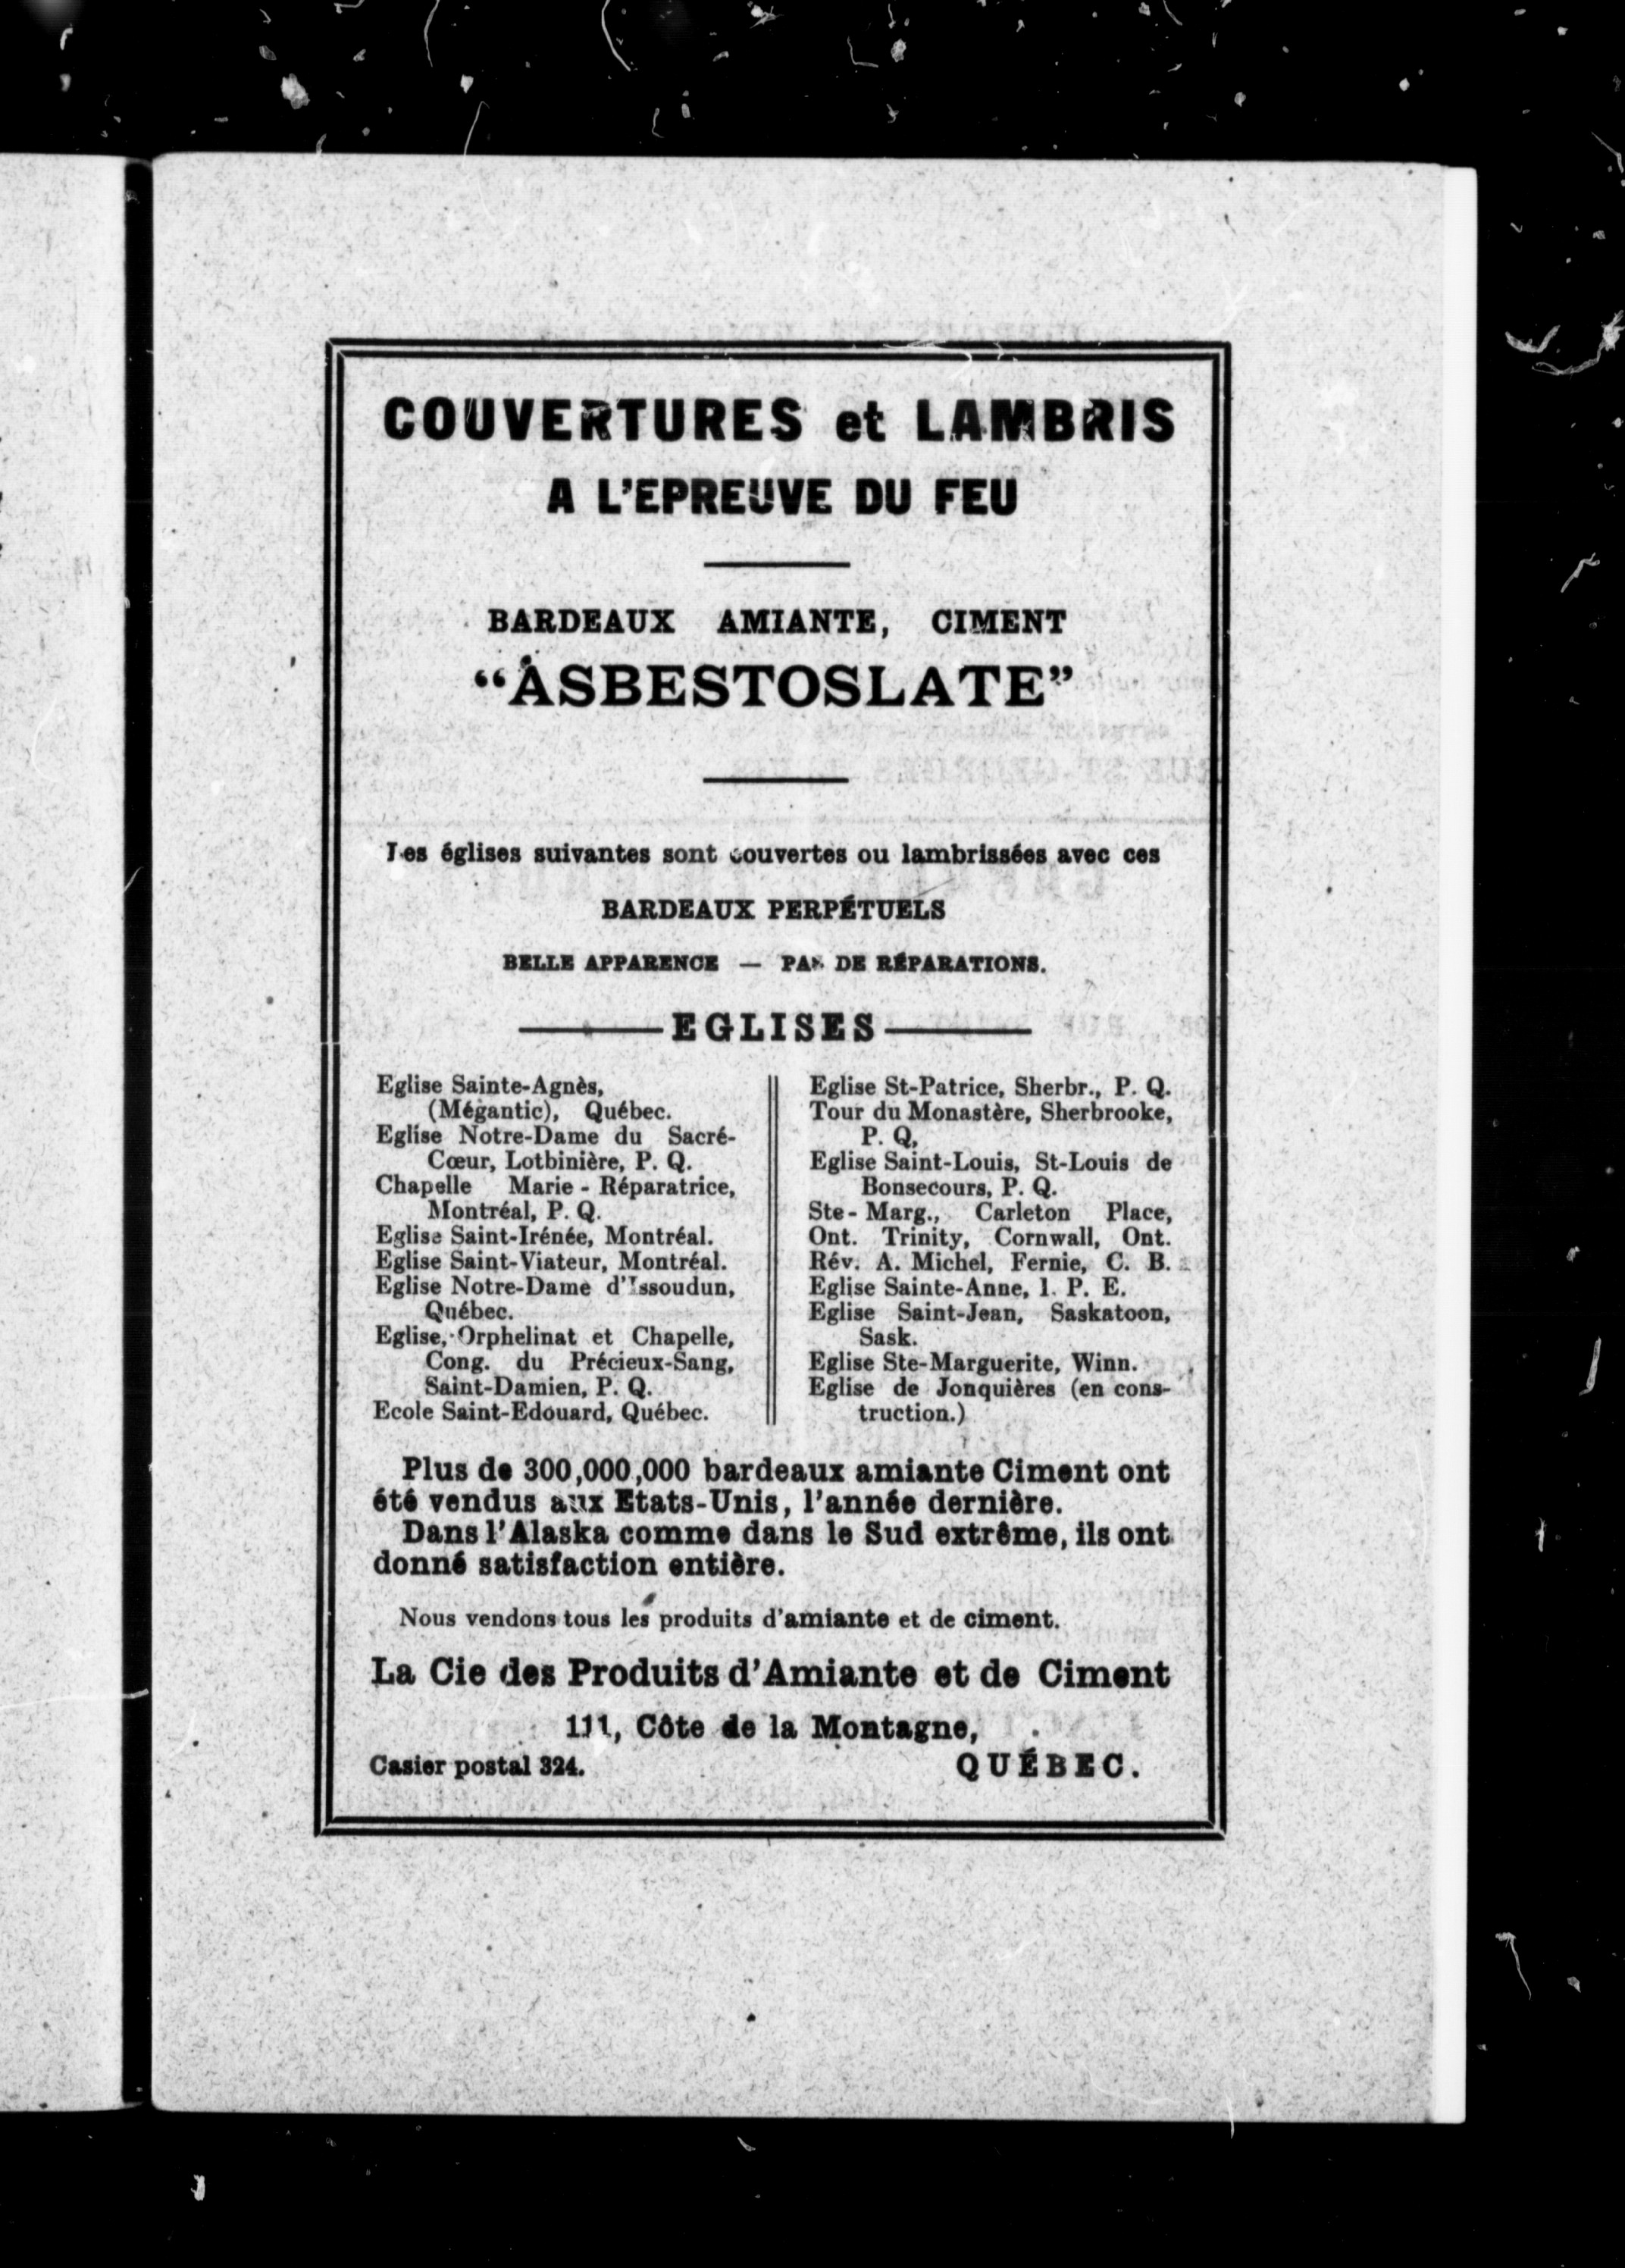 COUVERTURES et LAMBRIS
A L'EPREUVE DU FEU
BARDEAUX AMIANTE, CIMENT
“ASBESTOSLATE”
Les églises suivantes sont couvertes ou lambrissées avec ces
BARDEAUX PERPÉTUELS
BELLE APPARENCE — PAS DE RÉPARATIONS.
EGLISES
Eglise Sainte-Agnès,
(Mégantic), Québec.
Eglise Notre-Dame du Sacré-
Cœur, Lotbinière, P. Q.
Chapelle Marie - Réparatrice,
Montréal, P. Q.
Eglise Saint-Irénée, Montréal.
Eglise Saint-Viateur, Montréal.
Eglise Notre-Dame d'Issoudun,
Québec.
Eglise, Orphelinat et Chapelle,
Cong. du Précieux-Sang,
Saint-Damien, P. Q.
Ecole Saint-Edouard, Québec.
Eglise St-Patrice, Sherbr., P. Q.
Tour du Monastère, Sherbrooke,
P. Q,
Eglise Saint-Louis, St-Louis de
Bonsecours, P. Q.
Ste- Marg., Carleton Place,
Ont. Trinity, Cornwall, Ont.
Rév. A. Michel, Fernie, C. B.
Eglise Sainte-Anne, 1. P. E.
Eglise Saint-Jean, Saskatoon,
Sask.
Eglise Ste-Marguerite, Winn.
Eglise de Jonquières (en cons-
truction.)
Plus de 300,000,000 bardeaux amiante Ciment ont
été vendus aux Etats-Unis, l'année dernière.
Dans l'Alaska comme dans le Sud extrême, ils ont
donné satisfaction entière.
Nous vendons tous les produits d'amiante et de ciment.
La Cie des Produits d'Amiante et de Ciment
111, Côte de la Montagne,
Casier postal 324. QUÉBEC.